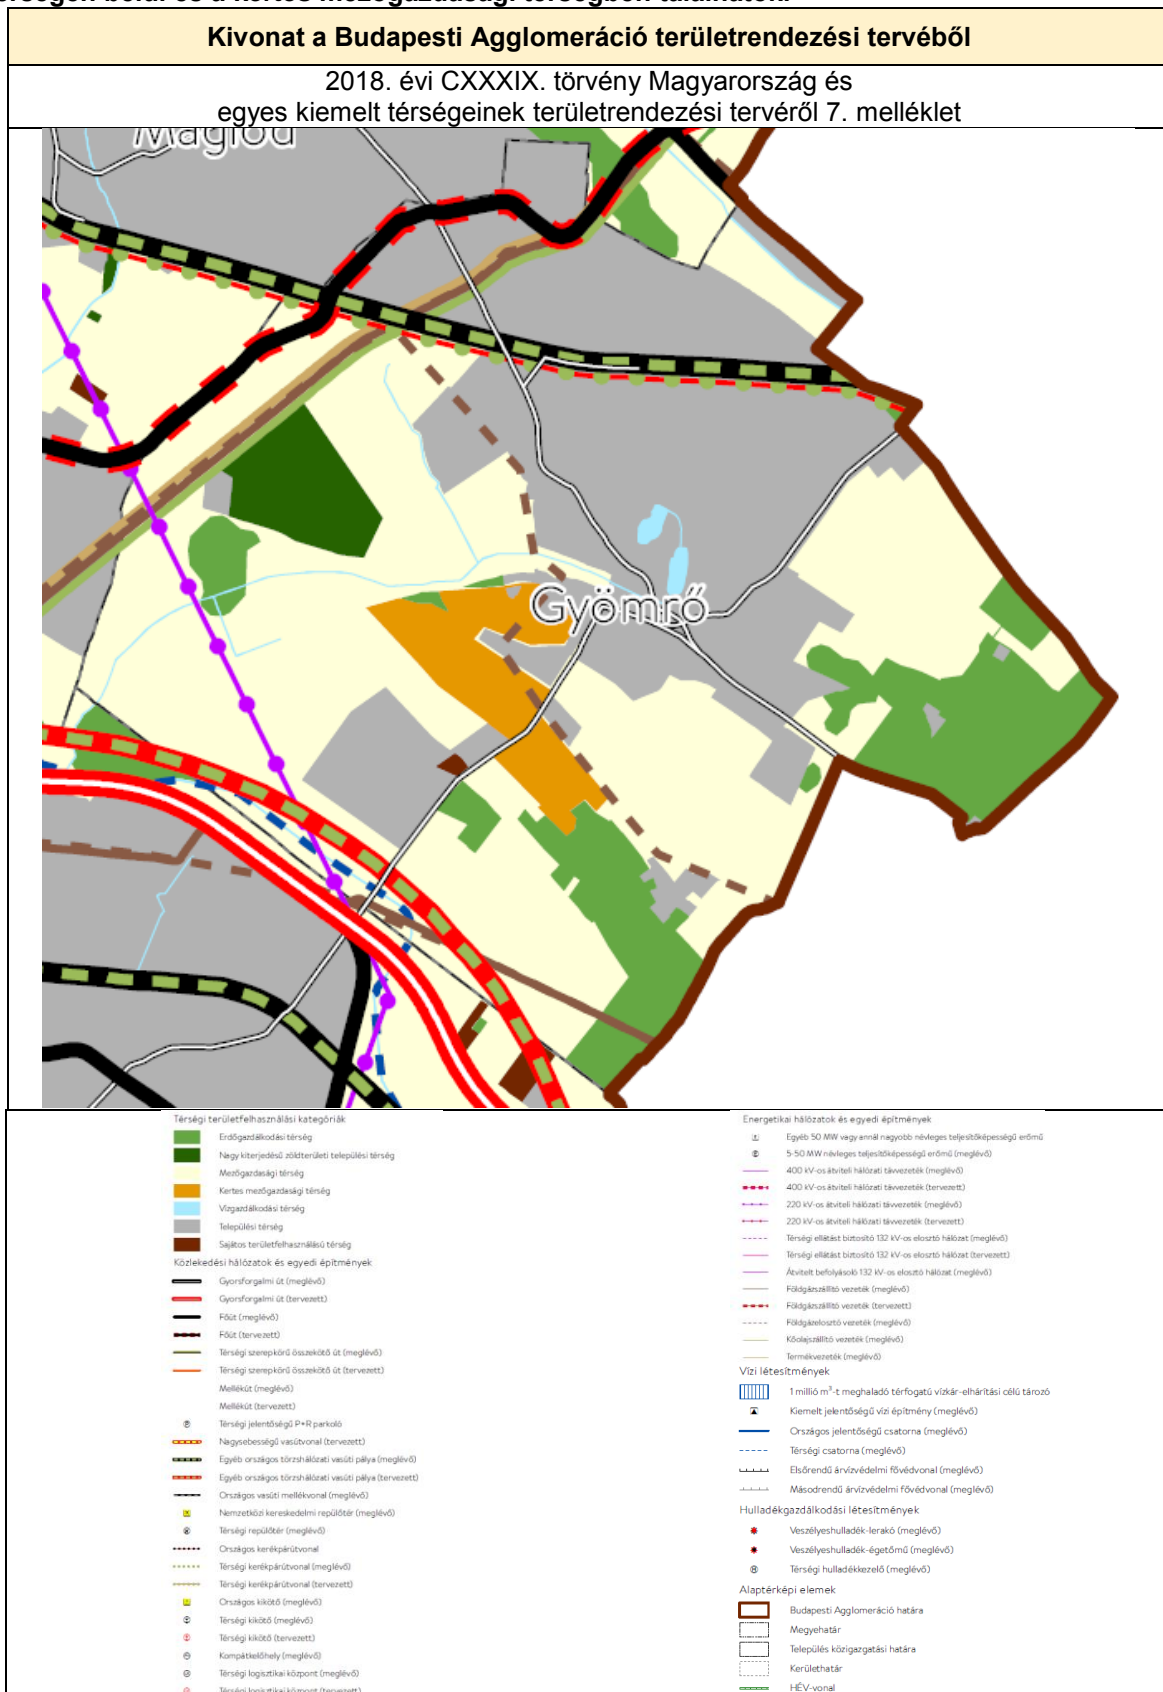 térségen belül és a kertes mezőgazdasági térségben találhatók.
Kivonat a Budapesti Agglomeráció területrendezési tervéből
2018. évi CXXXIX. törvény Magyarország és
egyes kiemelt térségeinek területrendezési tervéről 7. melléklet
Maglód
Gyömrő
Térségi területfelhasználási kategóriák
Erdőgazdálkodási térség
Nagy kiterjedésű zöldterületi települési térség
Mezőgazdasági térség
Kertes mezőgazdasági térség
Vízgazdálkodási térség
Települési térség
Sajátos területfelhasználású térség
Közlekedési hálózatok és egyedi építmények
Gyorsforgalmi út (meglévő)
Gyorsforgalmi út (tervezett)
Főút (meglévő)
Főút (tervezett)
Térségi szerepkörű összekötő út (meglévő)
Térségi szerepkörű összekötő út (tervezett)
Mellékút (meglévő)
Mellékút (tervezett)
Térségi jelentőségű P+R parkoló
Nagysebességű vasútvonal (tervezett)
Egyéb országos törzshálózati vasúti pálya (meglévő)
Egyéb országos törzshálózati vasúti pálya (tervezett)
Országos vasúti mellékvonal (meglévő)
Nemzetközi kereskedelmi repülőtér (meglévő)
Térségi repülőtér (meglévő)
Országos kerékpárútvonal
Térségi kerékpárútvonal (meglévő)
Térségi kerékpárútvonal (tervezett)
Országos kikötő (meglévő)
Térségi kikötő (meglévő)
Térségi kikötő (tervezett)
Kompátkelőhely (meglévő)
Térségi logisztikai központ (meglévő)
Térségi logisztikai központ (tervezett)
Energetikai hálózatok és egyedi építmények
Egyéb 50 MW vagy annál nagyobb névleges teljesítőképességű erőmű
5-50 MW névleges teljesítőképességű erőmű (meglévő)
400 kV-os átviteli hálózati távvezeték (meglévő)
400 kV-os átviteli hálózati távvezeték (tervezett)
220 kV-os átviteli hálózati távvezeték (meglévő)
220 kV-os átviteli hálózati távvezeték (tervezett)
Térségi ellátást biztosító 132 kV-os elosztó hálózat (meglévő)
Térségi ellátást biztosító 132 kV-os elosztó hálózat (tervezett)
Átvitelt befolyásoló 132 kV-os elosztó hálózat (meglévő)
Földgázszállító vezeték (meglévő)
Földgázszállító vezeték (tervezett)
Földgázelosztó vezeték (meglévő)
Kőolajszállító vezeték (meglévő)
Termékvezeték (meglévő)
Vízi létesítmények
1 millió m³-t meghaladó térfogatú vízkár-elhárítási célú tározó
Kiemelt jelentőségű vízi építmény (meglévő)
Országos jelentőségű csatorna (meglévő)
Térségi csatorna (meglévő)
Elsőrendű árvízvédelmi fővédvonal (meglévő)
Másodrendű árvízvédelmi fővédvonal (meglévő)
Hulladékgazdálkodási létesítmények
Veszélyeshulladék-lerakó (meglévő)
Veszélyeshulladék-égetőmű (meglévő)
Térségi hulladékkezelő (meglévő)
Alaptérképi elemek
Budapesti Agglomeráció határa
Megyehatár
Település közigazgatási határa
Kerülethatár
HÉV-vonal